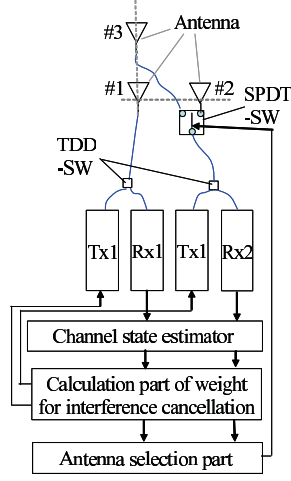 #3
Antenna
#1
#2
SPDT
-SW
TDD
-SW
Tx1
Rx1
Tx1
Rx2
Channel state estimator
Calculation part of weight
for interference cancellation
Antenna selection part